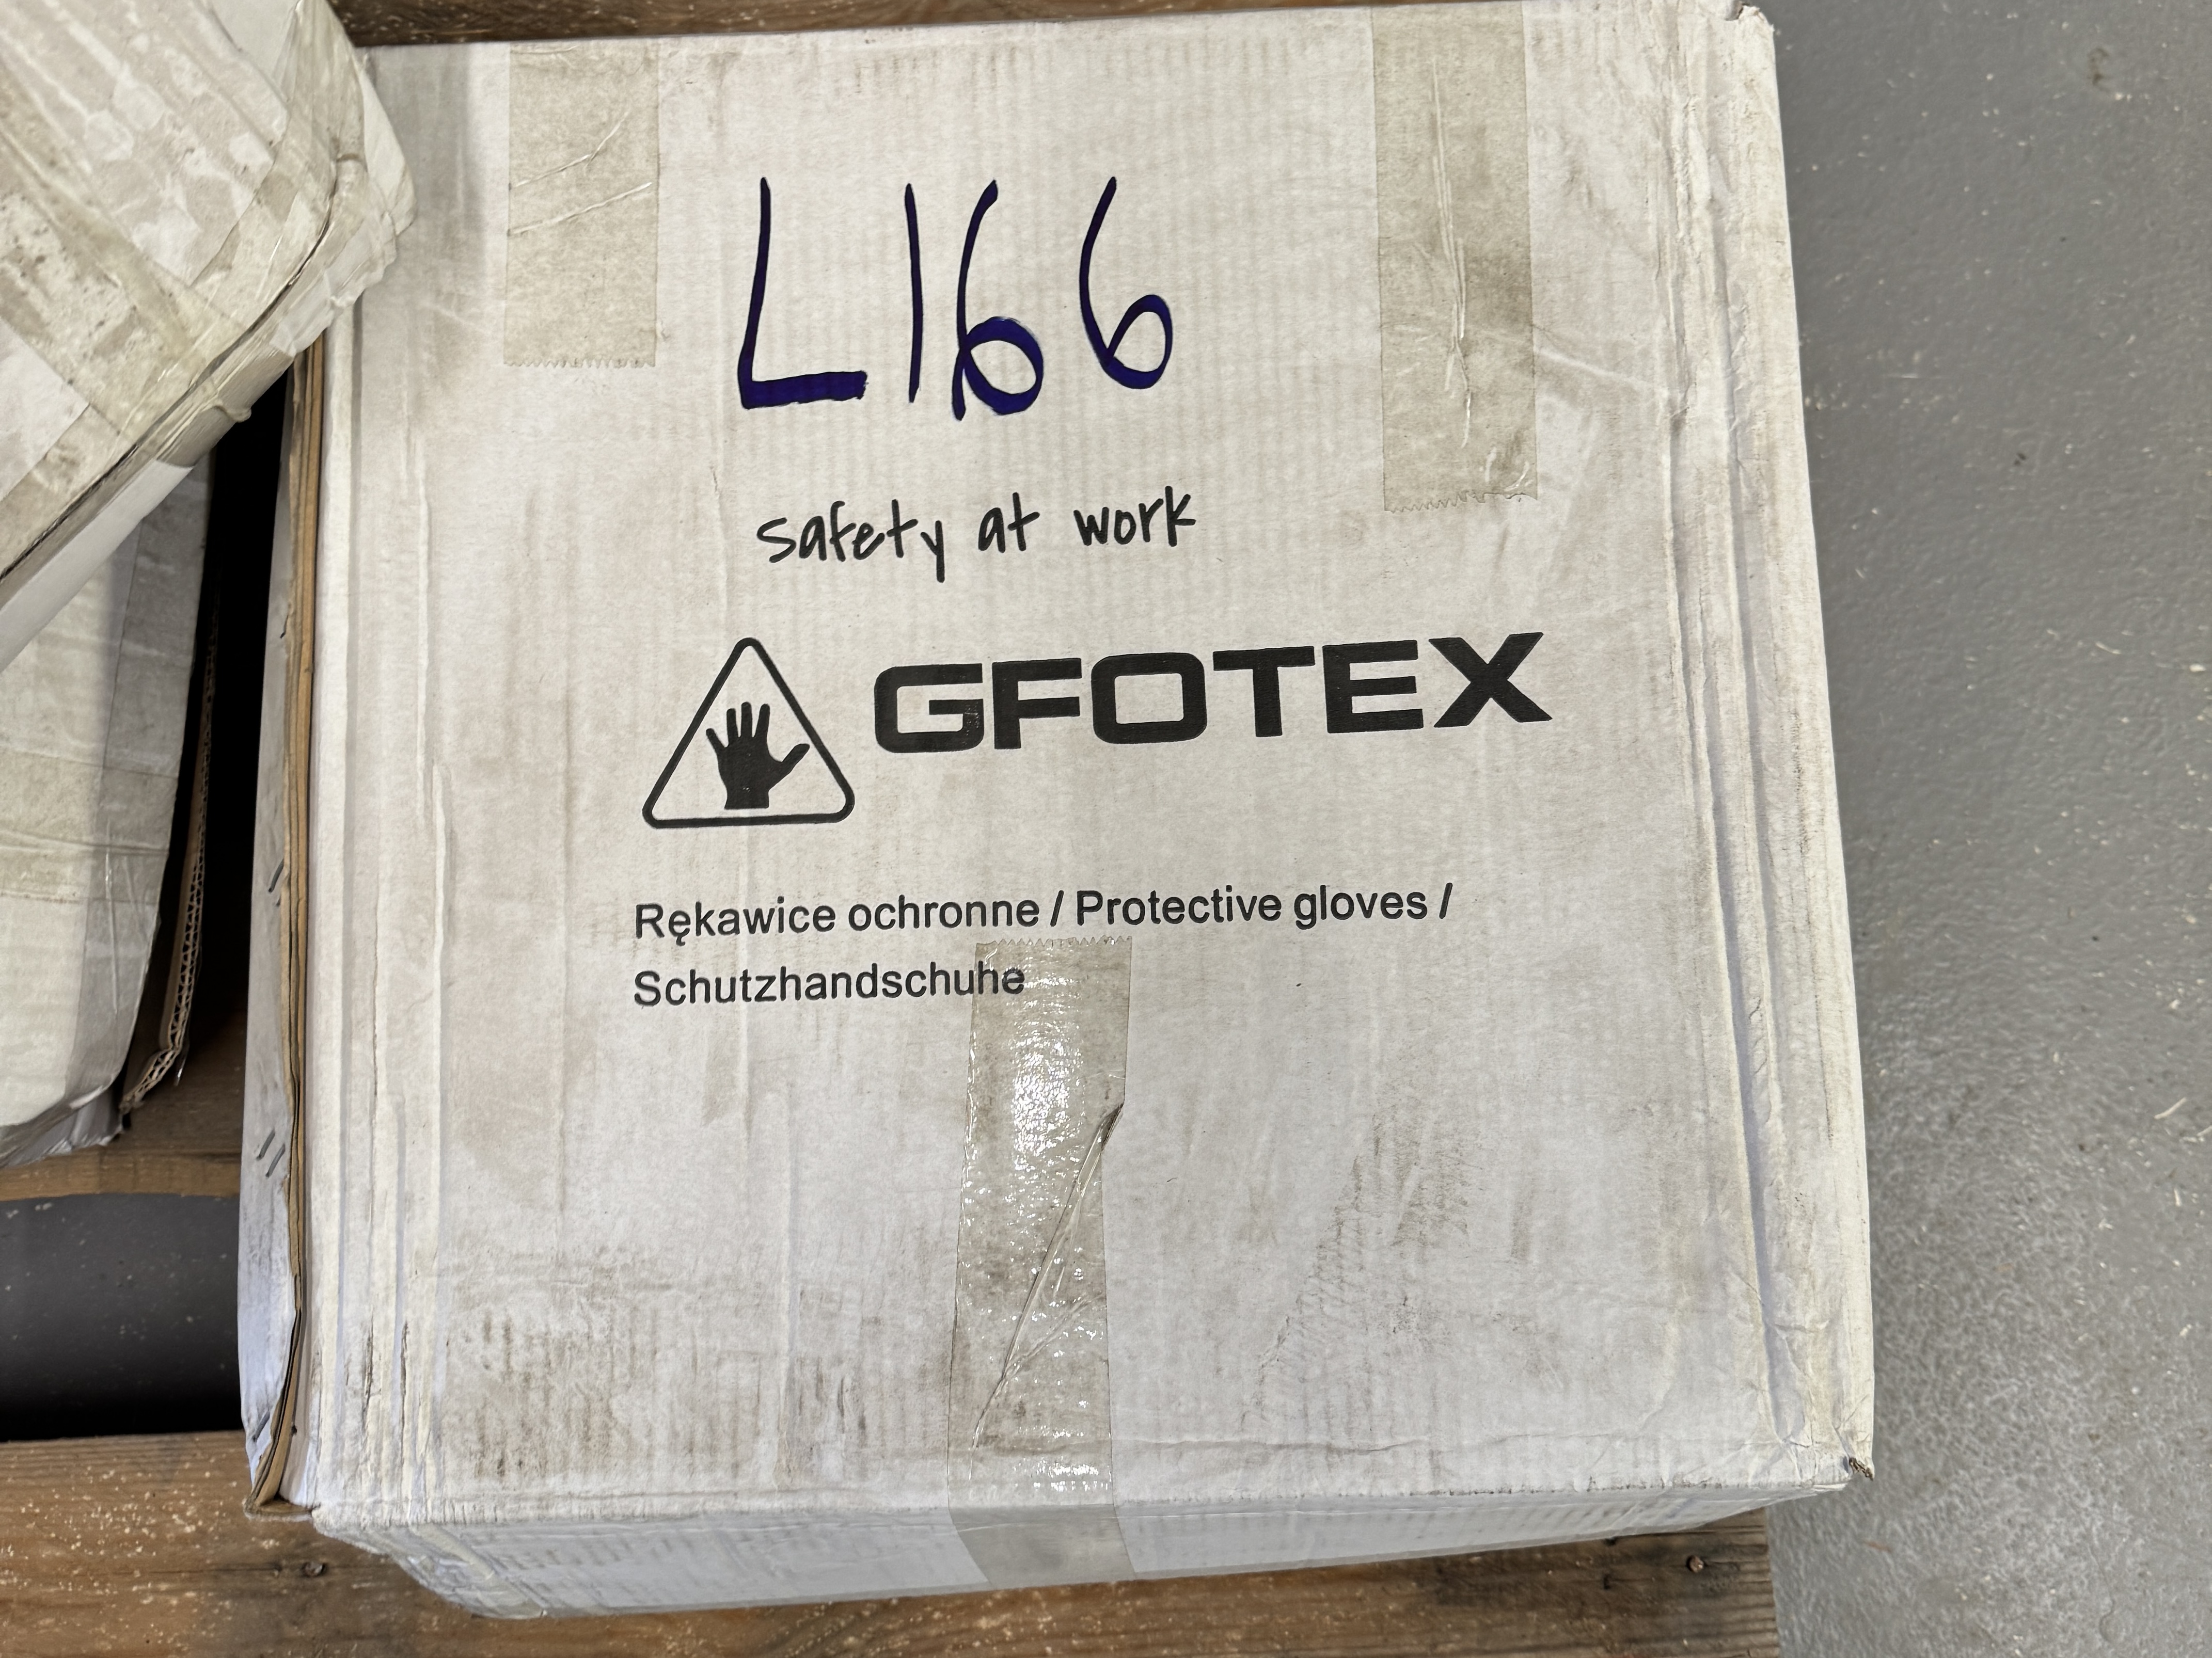 L166
safety at work
GFOTEX
Rękawice ochronne / Protective gloves /
Schutzhandschuhe